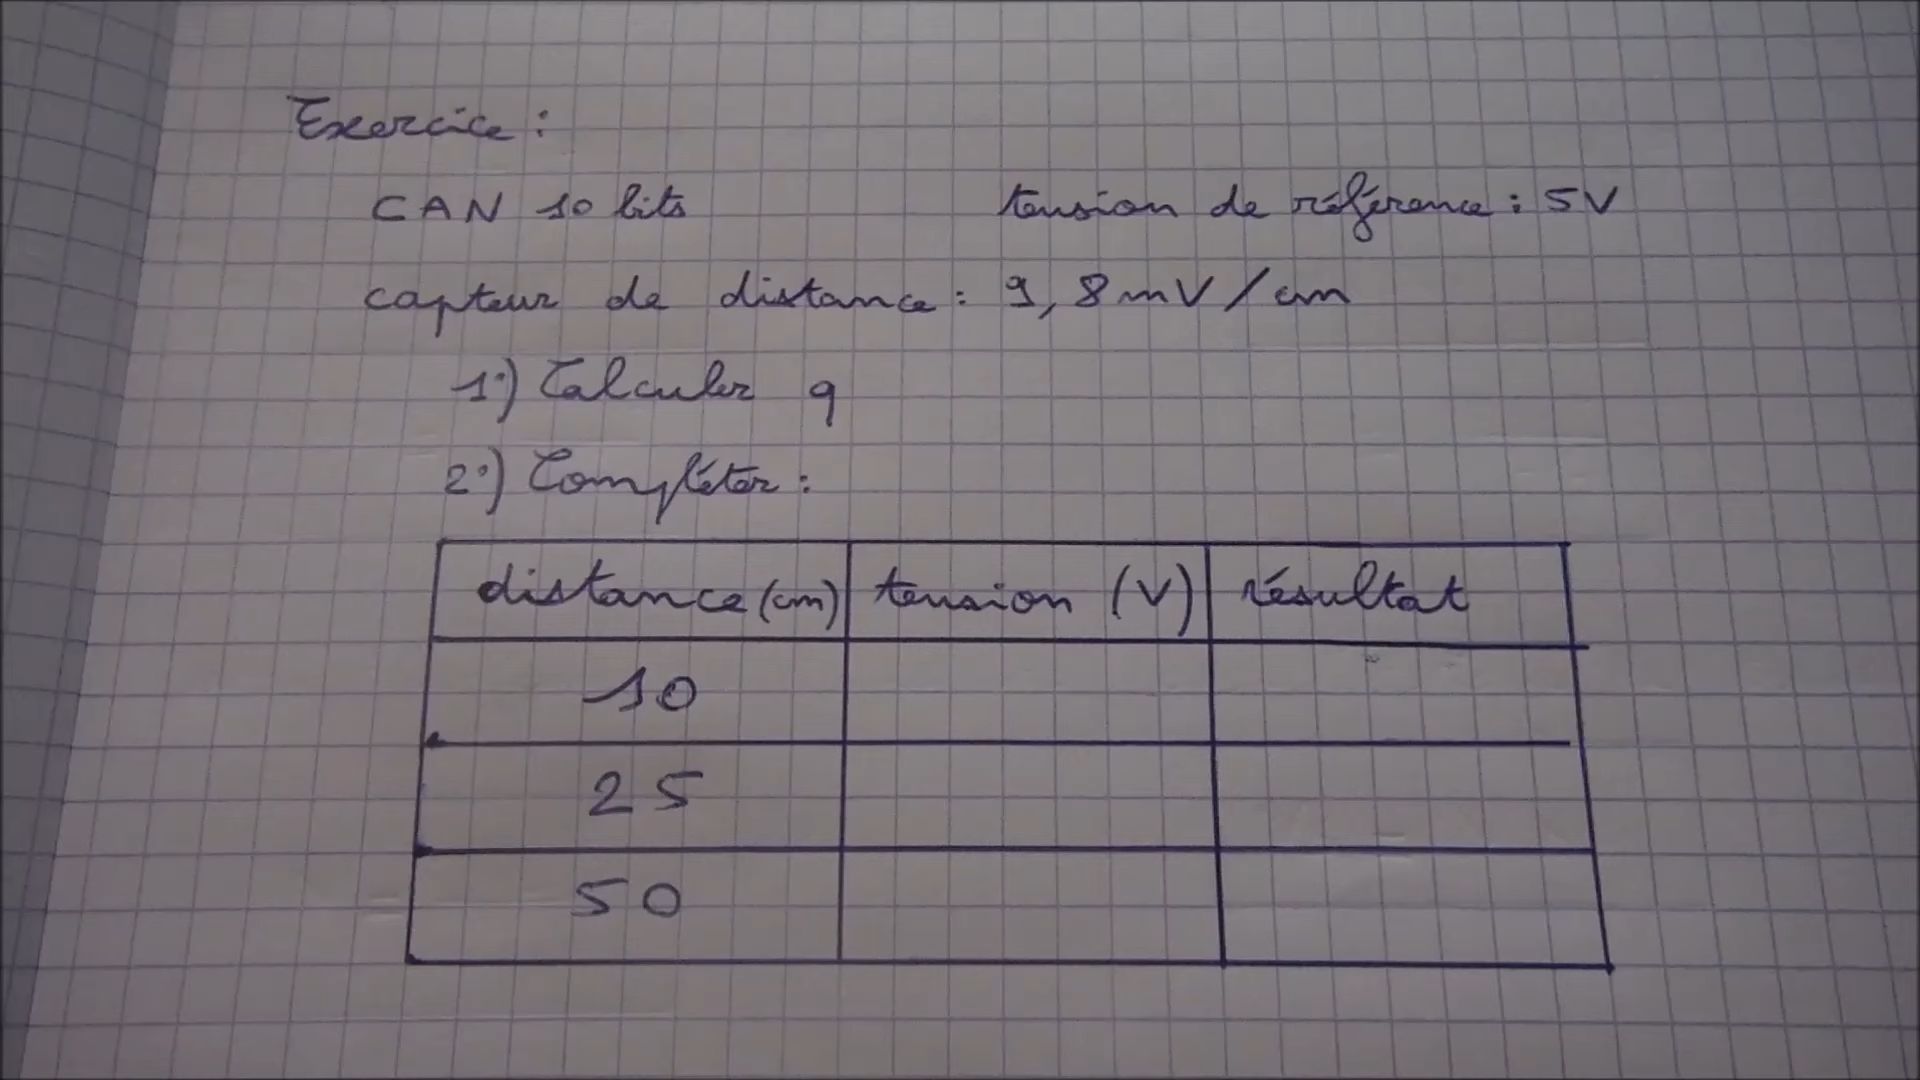 Exercice :
CAN 10 bits tension de référence : 5V
capteur de distance : 9,8 mV/cm
1°) Calculer q
2°) Compléter :
distance (cm) tension (V) résultat
10
25
50